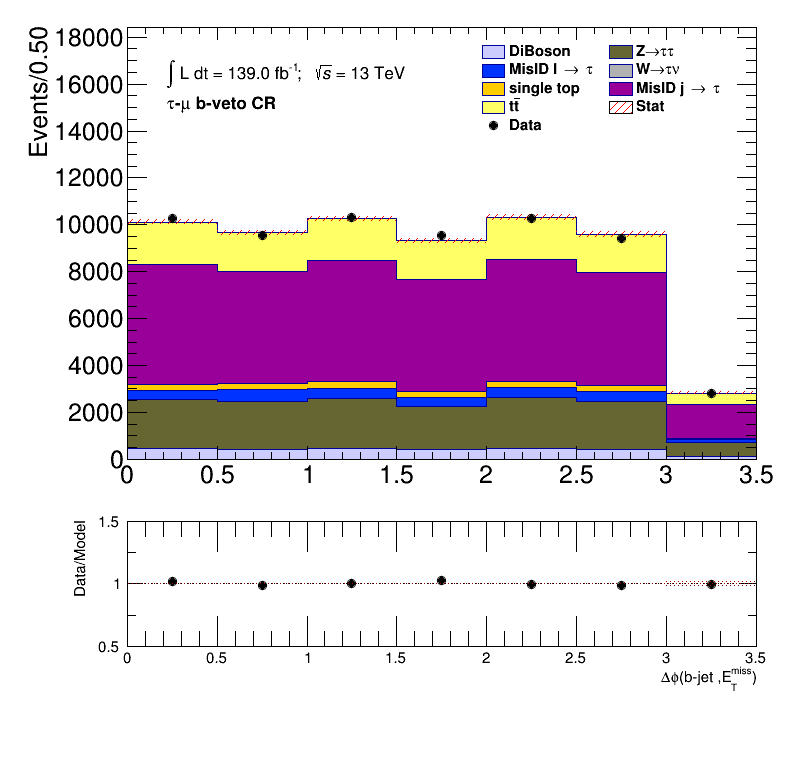 Events/0.50
18000
16000
14000
12000
10000
8000
6000
4000
2000
0
∫ L dt = 139.0 fb⁻¹; √s = 13 TeV
τ-μ b-veto CR
DiBoson
MisID l → τ
single top
tt̄
Data
Z→ττ
W→τν
MisID j → τ
Stat
0 0.5 1 1.5 2 2.5 3 3.5
Data/Model
1.5
1
0.5
0 0.5 1 1.5 2 2.5 3 3.5
Δφ(b-jet ,E_T^miss)